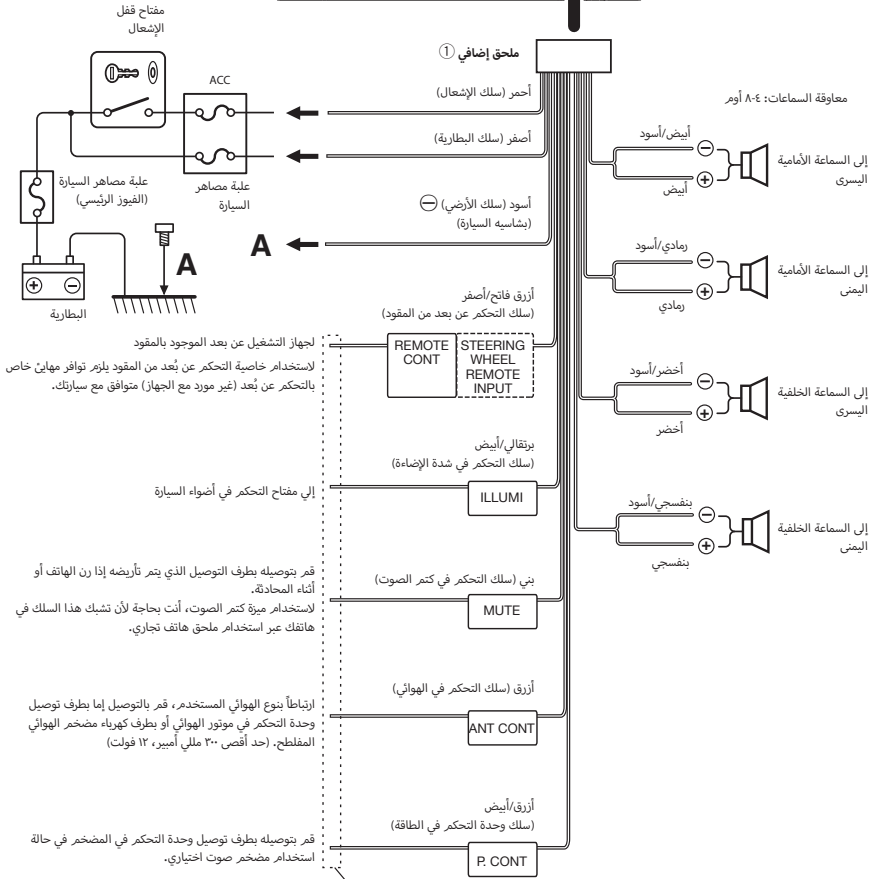 مفتاح قفل
الإشعال
ACC
علبة مصاهر السيارة
(الفيوز الرئيسي)
علبة مصاهر
السيارة
A
البطارية
ملحق إضافي ①
أحمر (سلك الإشعال)
أصفر (سلك البطارية)
أسود (سلك الأرضي) ⊖
(بشاسيه السيارة)
A
أزرق فاتح/أصفر
(سلك التحكم عن بعد من المقود)
REMOTE
CONT
STEERING
WHEEL
REMOTE
INPUT
لجهاز التشغيل عن بعد الموجود بالمقود
لاستخدام خاصية التحكم عن بُعد من المقود يلزم توافر مهايئ خاص
بالتحكم عن بُعد (غير مورد مع الجهاز) متوافق مع سيارتك.
برتقالي/أبيض
(سلك التحكم في شدة الإضاءة)
ILLUMI
إلي مفتاح التحكم في أضواء السيارة
بني (سلك التحكم في كتم الصوت)
MUTE
قم بتوصيله بطرف التوصيل الذي يتم تأريضه إذا رن الهاتف أو
أثناء المحادثة.
لاستخدام ميزة كتم الصوت، أنت بحاجة لأن تشبك هذا السلك في
هاتفك عبر استخدام ملحق هاتف تجاري.
أزرق (سلك التحكم في الهوائي)
ANT CONT
ارتباطاً بنوع الهوائي المستخدم، قم بالتوصيل إما بطرف توصيل
وحدة التحكم في موتور الهوائي أو بطرف كهرباء مضخم الهوائي
المفلطح. (حد أقصى ٣٠٠ مللي أمبير، ١٢ فولت)
أزرق/أبيض
(سلك وحدة التحكم في الطاقة)
P. CONT
قم بتوصيله بطرف توصيل وحدة التحكم في المضخم في حالة
استخدام مضخم صوت اختياري.
معاوقة السماعات: ٤-٨ أوم
أبيض/أسود
أبيض
إلى السماعة الأمامية
اليسرى
رمادي/أسود
رمادي
إلى السماعة الأمامية
اليمنى
أخضر/أسود
أخضر
إلى السماعة الخلفية
اليسرى
بنفسجي/أسود
بنفسجي
إلى السماعة الخلفية
اليمنى